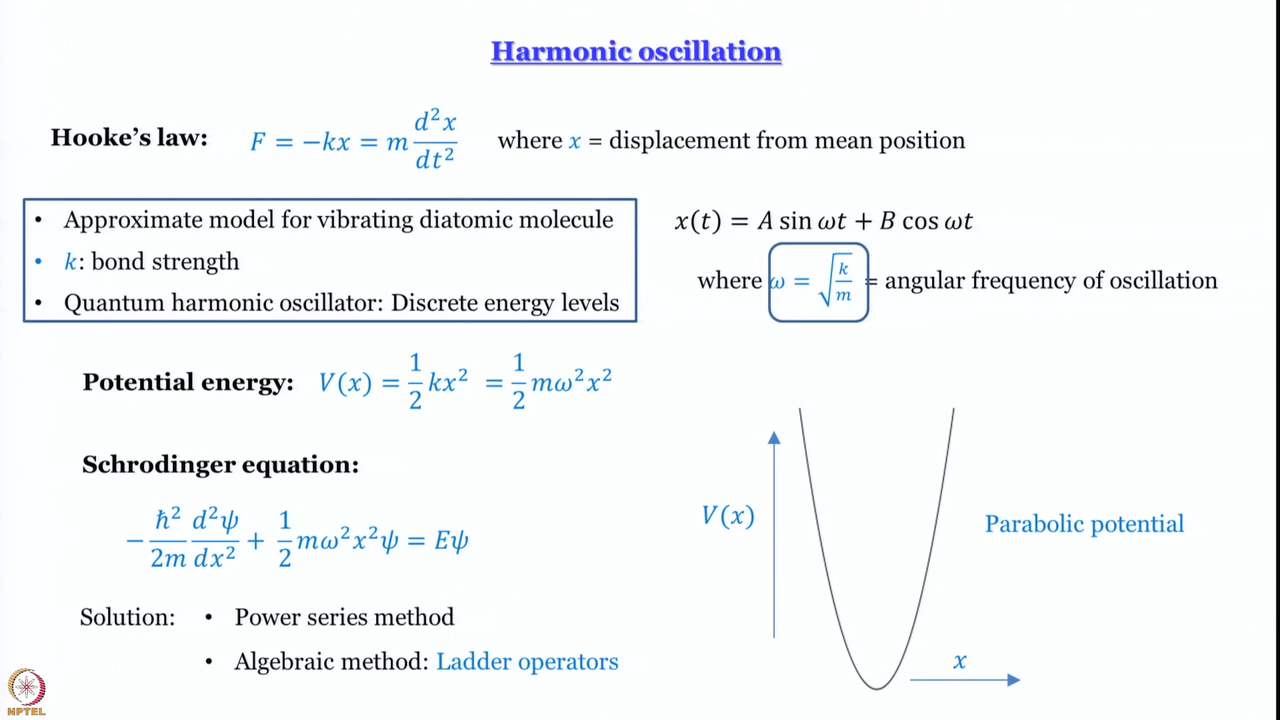 Harmonic oscillation
Hooke's law: F = −kx = m d²x/dt² where x = displacement from mean position
• Approximate model for vibrating diatomic molecule
• k: bond strength
• Quantum harmonic oscillator: Discrete energy levels
x(t) = A sin ωt + B cos ωt
where ω = √(k/m) = angular frequency of oscillation
Potential energy: V(x) = 1/2 kx² = 1/2 mω²x²
Schrodinger equation:
−ħ²/2m d²ψ/dx² + 1/2 mω²x²ψ = Eψ
Solution: • Power series method
• Algebraic method: Ladder operators
V(x)
Parabolic potential
x
NPTEL